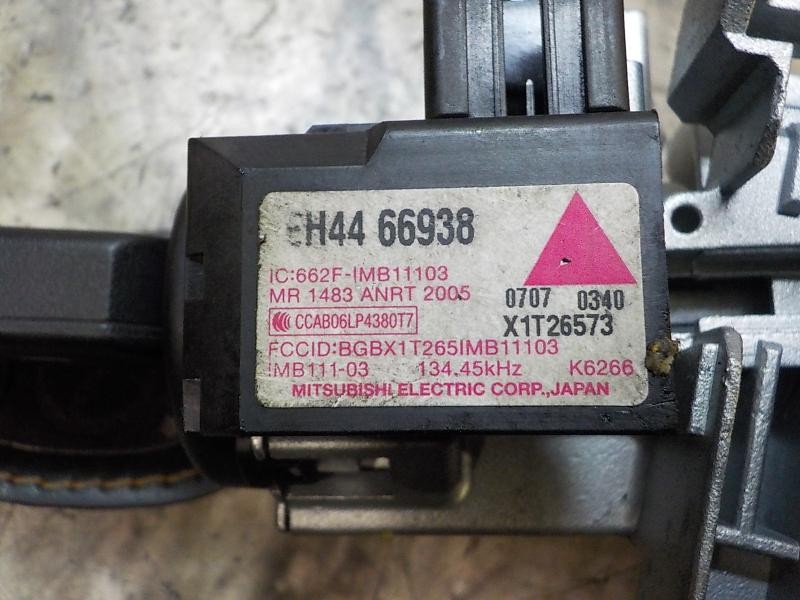 EH44 66938
IC:662F-IMB11103
MR 1483 ANRT 2005
0707 0340
CCAB06LP4380T7
X1T26573
FCCID:BGBX1T265IMB11103
IMB111-03 134.45kHz K6266
MITSUBISHI ELECTRIC CORP.,JAPAN